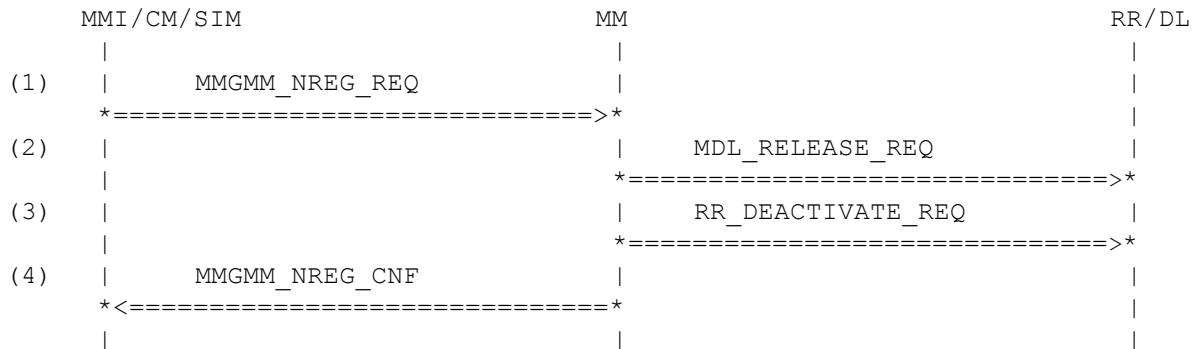 MMI/CM/SIM MM RR/DL
(1) MMGMM_NREG_REQ
(2) MDL_RELEASE_REQ
(3) RR_DEACTIVATE_REQ
(4) MMGMM_NREG_CNF